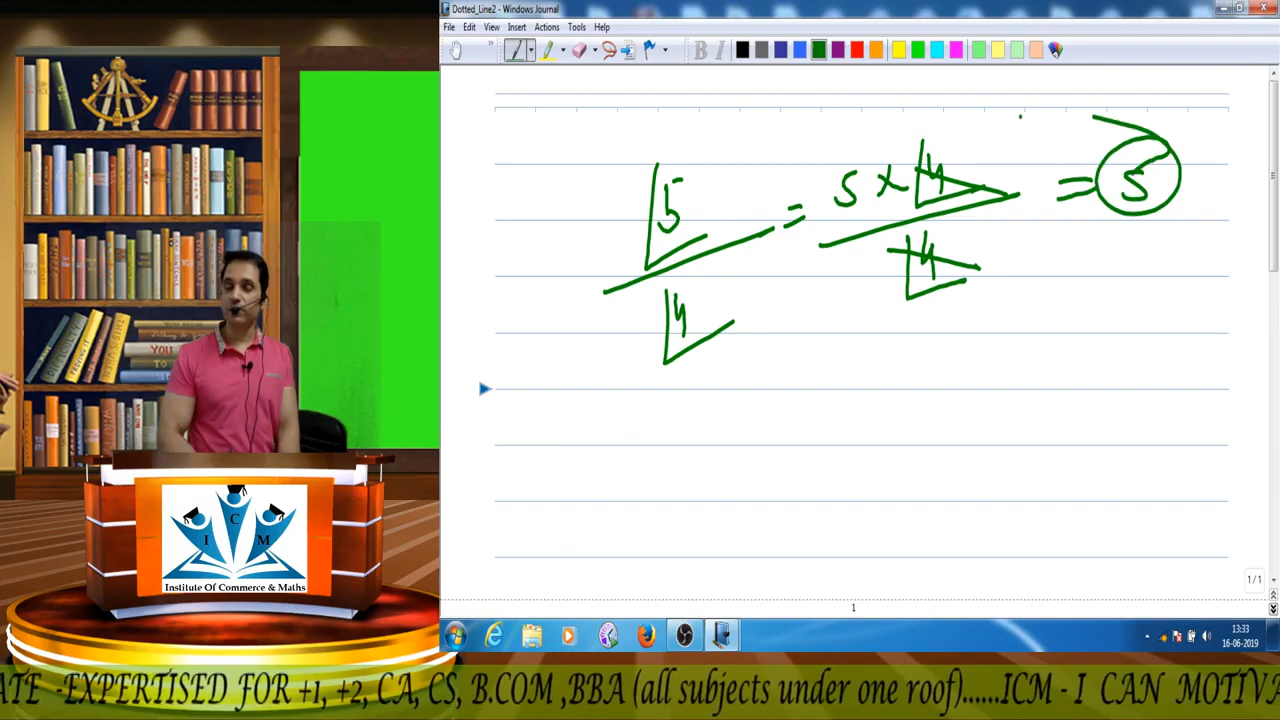 Dotted_Line2 - Windows Journal
File Edit View Insert Actions Tools Help
B I
5 / 4 = 5 × 4 / 4 = 5
1/1
1
YOU
I C M
Institute Of Commerce & Maths
13:33
16-06-2019
ATE -EXPERTISED FOR +1, +2, CA, CS, B.COM ,BBA (all subjects under one roof)......ICM - I CAN MOTIVA